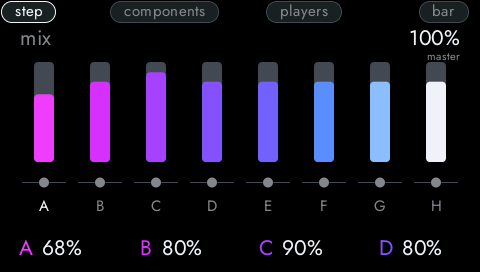 step components players bar
mix 100%
master
A B C D E F G H
A 68% B 80% C 90% D 80%